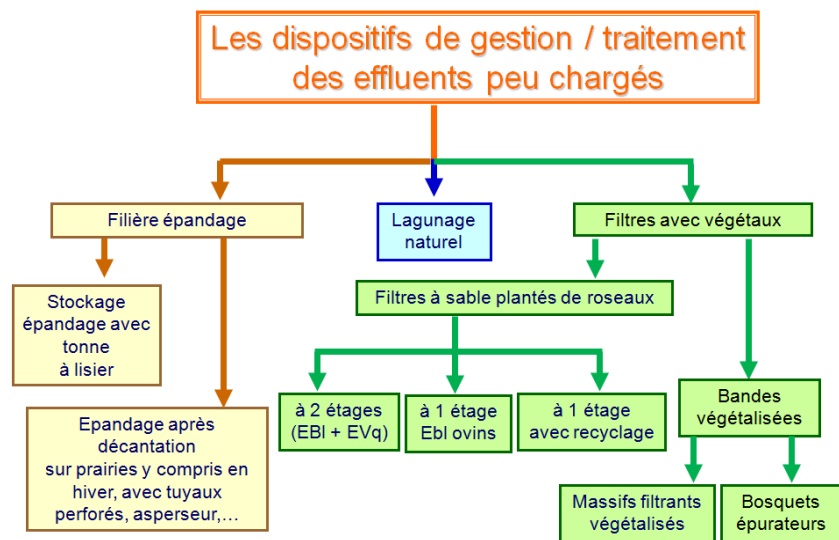 Les dispositifs de gestion / traitement
des effluents peu chargés
Filière épandage
Lagunage
naturel
Filtres avec végétaux
Stockage
épandage avec
tonne
à lisier
Filtres à sable plantés de roseaux
Epandage après
décantation
sur prairies y compris en
hiver, avec tuyaux
perforés, asperseur,...
à 2 étages
(EBl + EVq)
à 1 étage
Ebl ovins
à 1 étage
avec recyclage
Bandes
végétalisées
Massifs filtrants
végétalisés
Bosquets
épurateurs